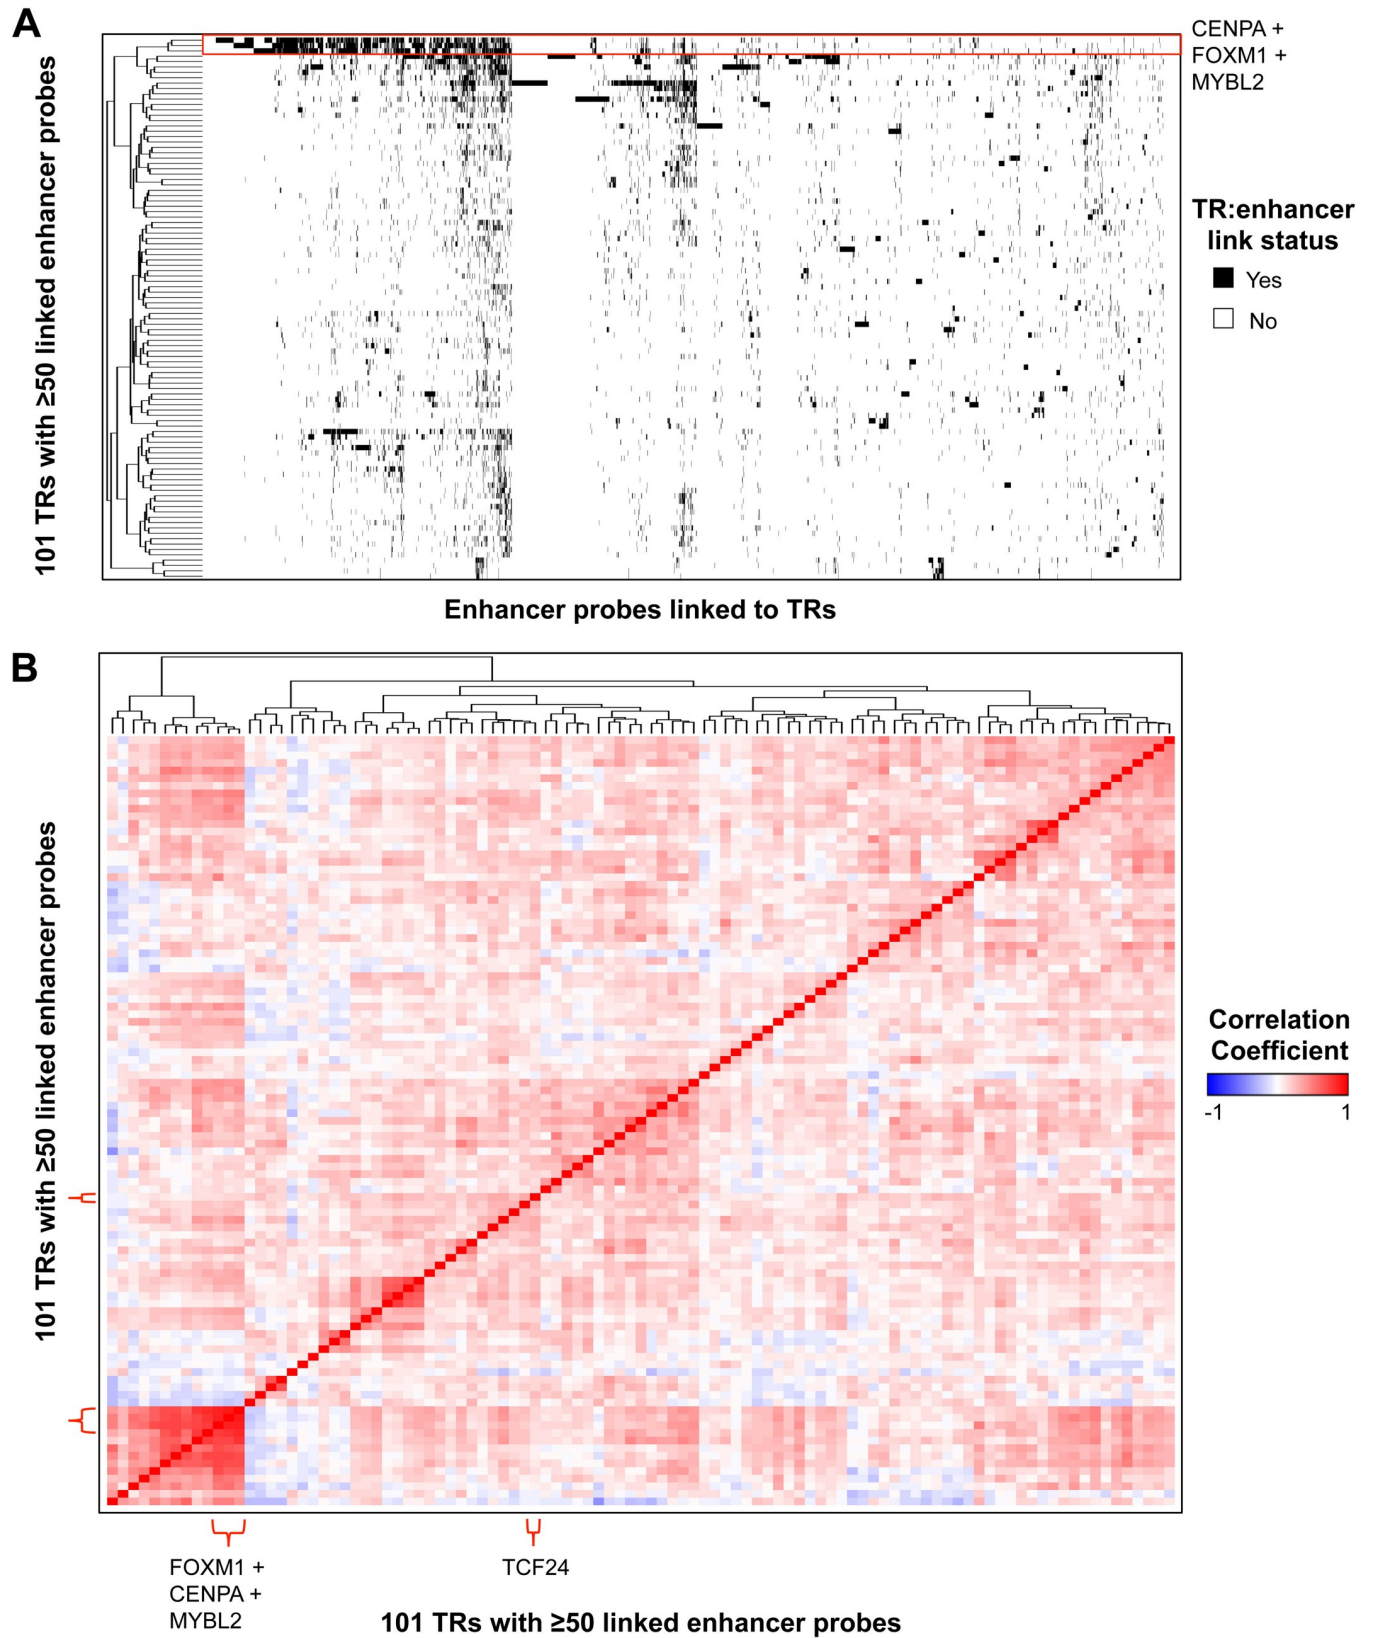 A
101 TRs with ≥50 linked enhancer probes
CENPA +
FOXM1 +
MYBL2
TR:enhancer
link status
Yes
No
Enhancer probes linked to TRs
B
101 TRs with ≥50 linked enhancer probes
Correlation
Coefficient
-1 1
FOXM1 +
CENPA +
MYBL2
TCF24
101 TRs with ≥50 linked enhancer probes